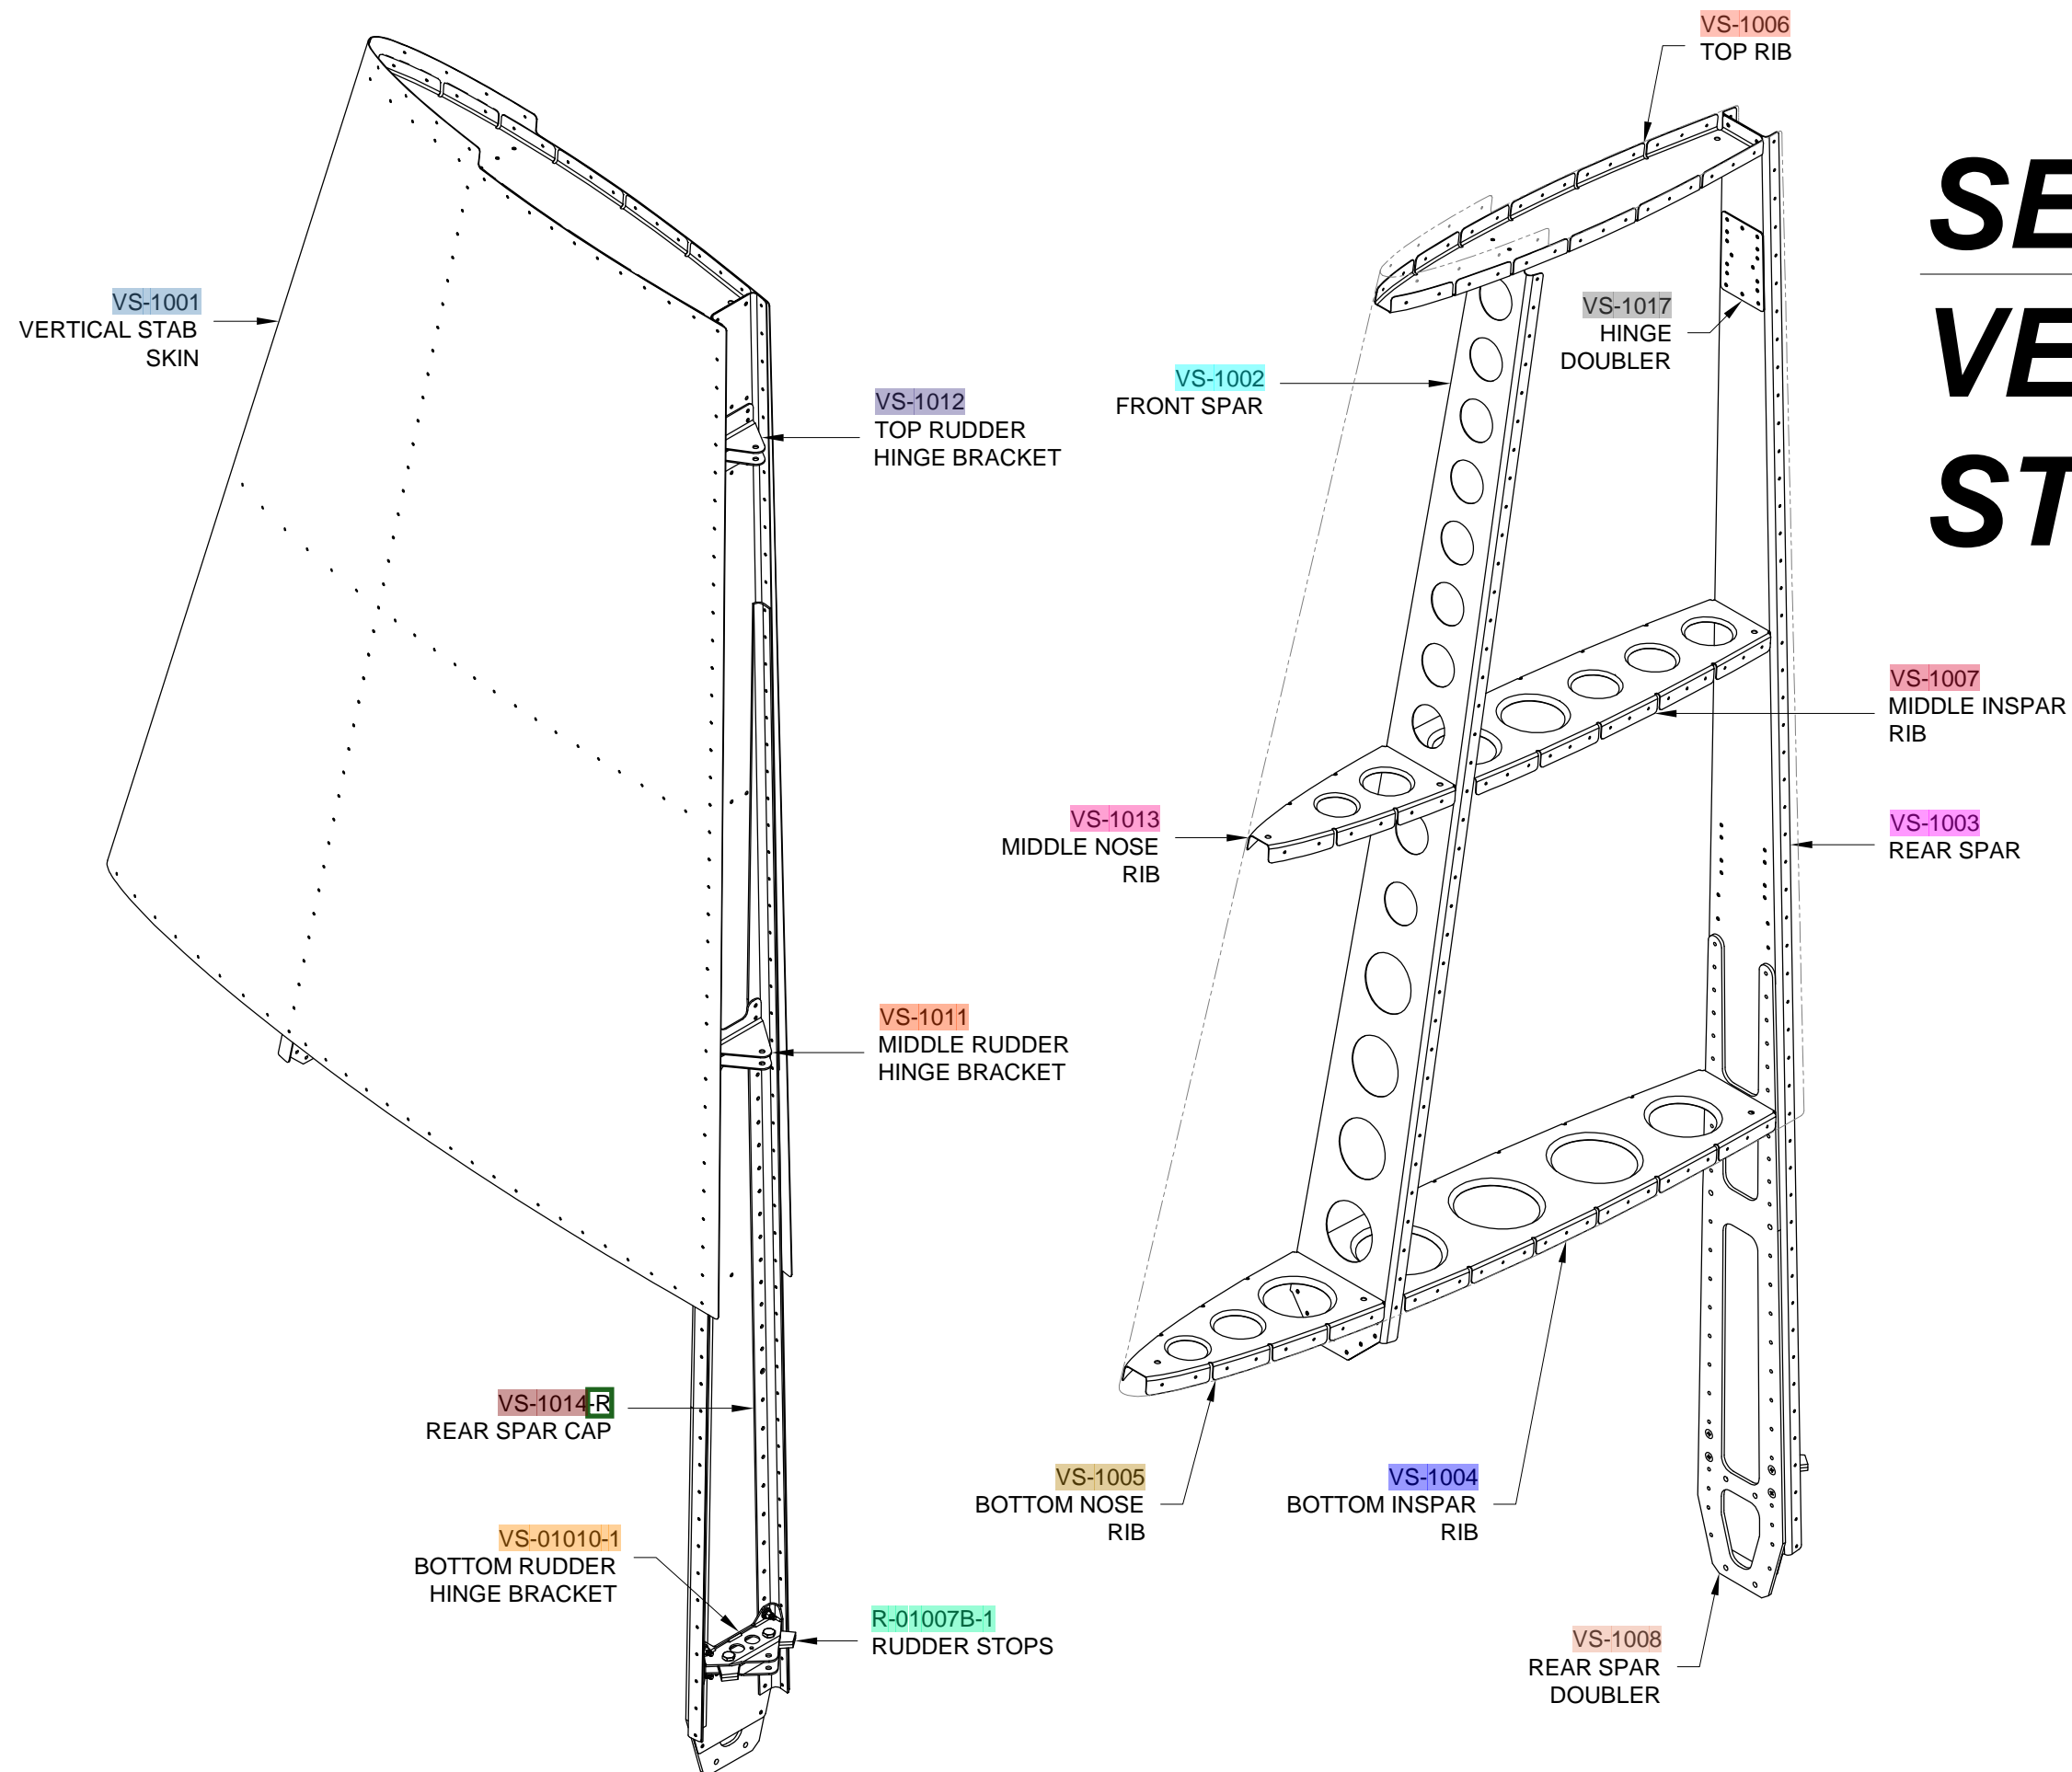 VS-1006
TOP RIB
SE
VE
ST
VS-1001
VERTICAL STAB
SKIN
VS-1012
TOP RUDDER
HINGE BRACKET
VS-1017
HINGE
DOUBLER
VS-1002
FRONT SPAR
VS-1007
MIDDLE INSPAR
RIB
VS-1013
MIDDLE NOSE
RIB
VS-1003
REAR SPAR
VS-1011
MIDDLE RUDDER
HINGE BRACKET
VS-1014-R
REAR SPAR CAP
VS-1005
BOTTOM NOSE
RIB
VS-1004
BOTTOM INSPAR
RIB
VS-01010-1
BOTTOM RUDDER
HINGE BRACKET
R-01007B-1
RUDDER STOPS
VS-1008
REAR SPAR
DOUBLER